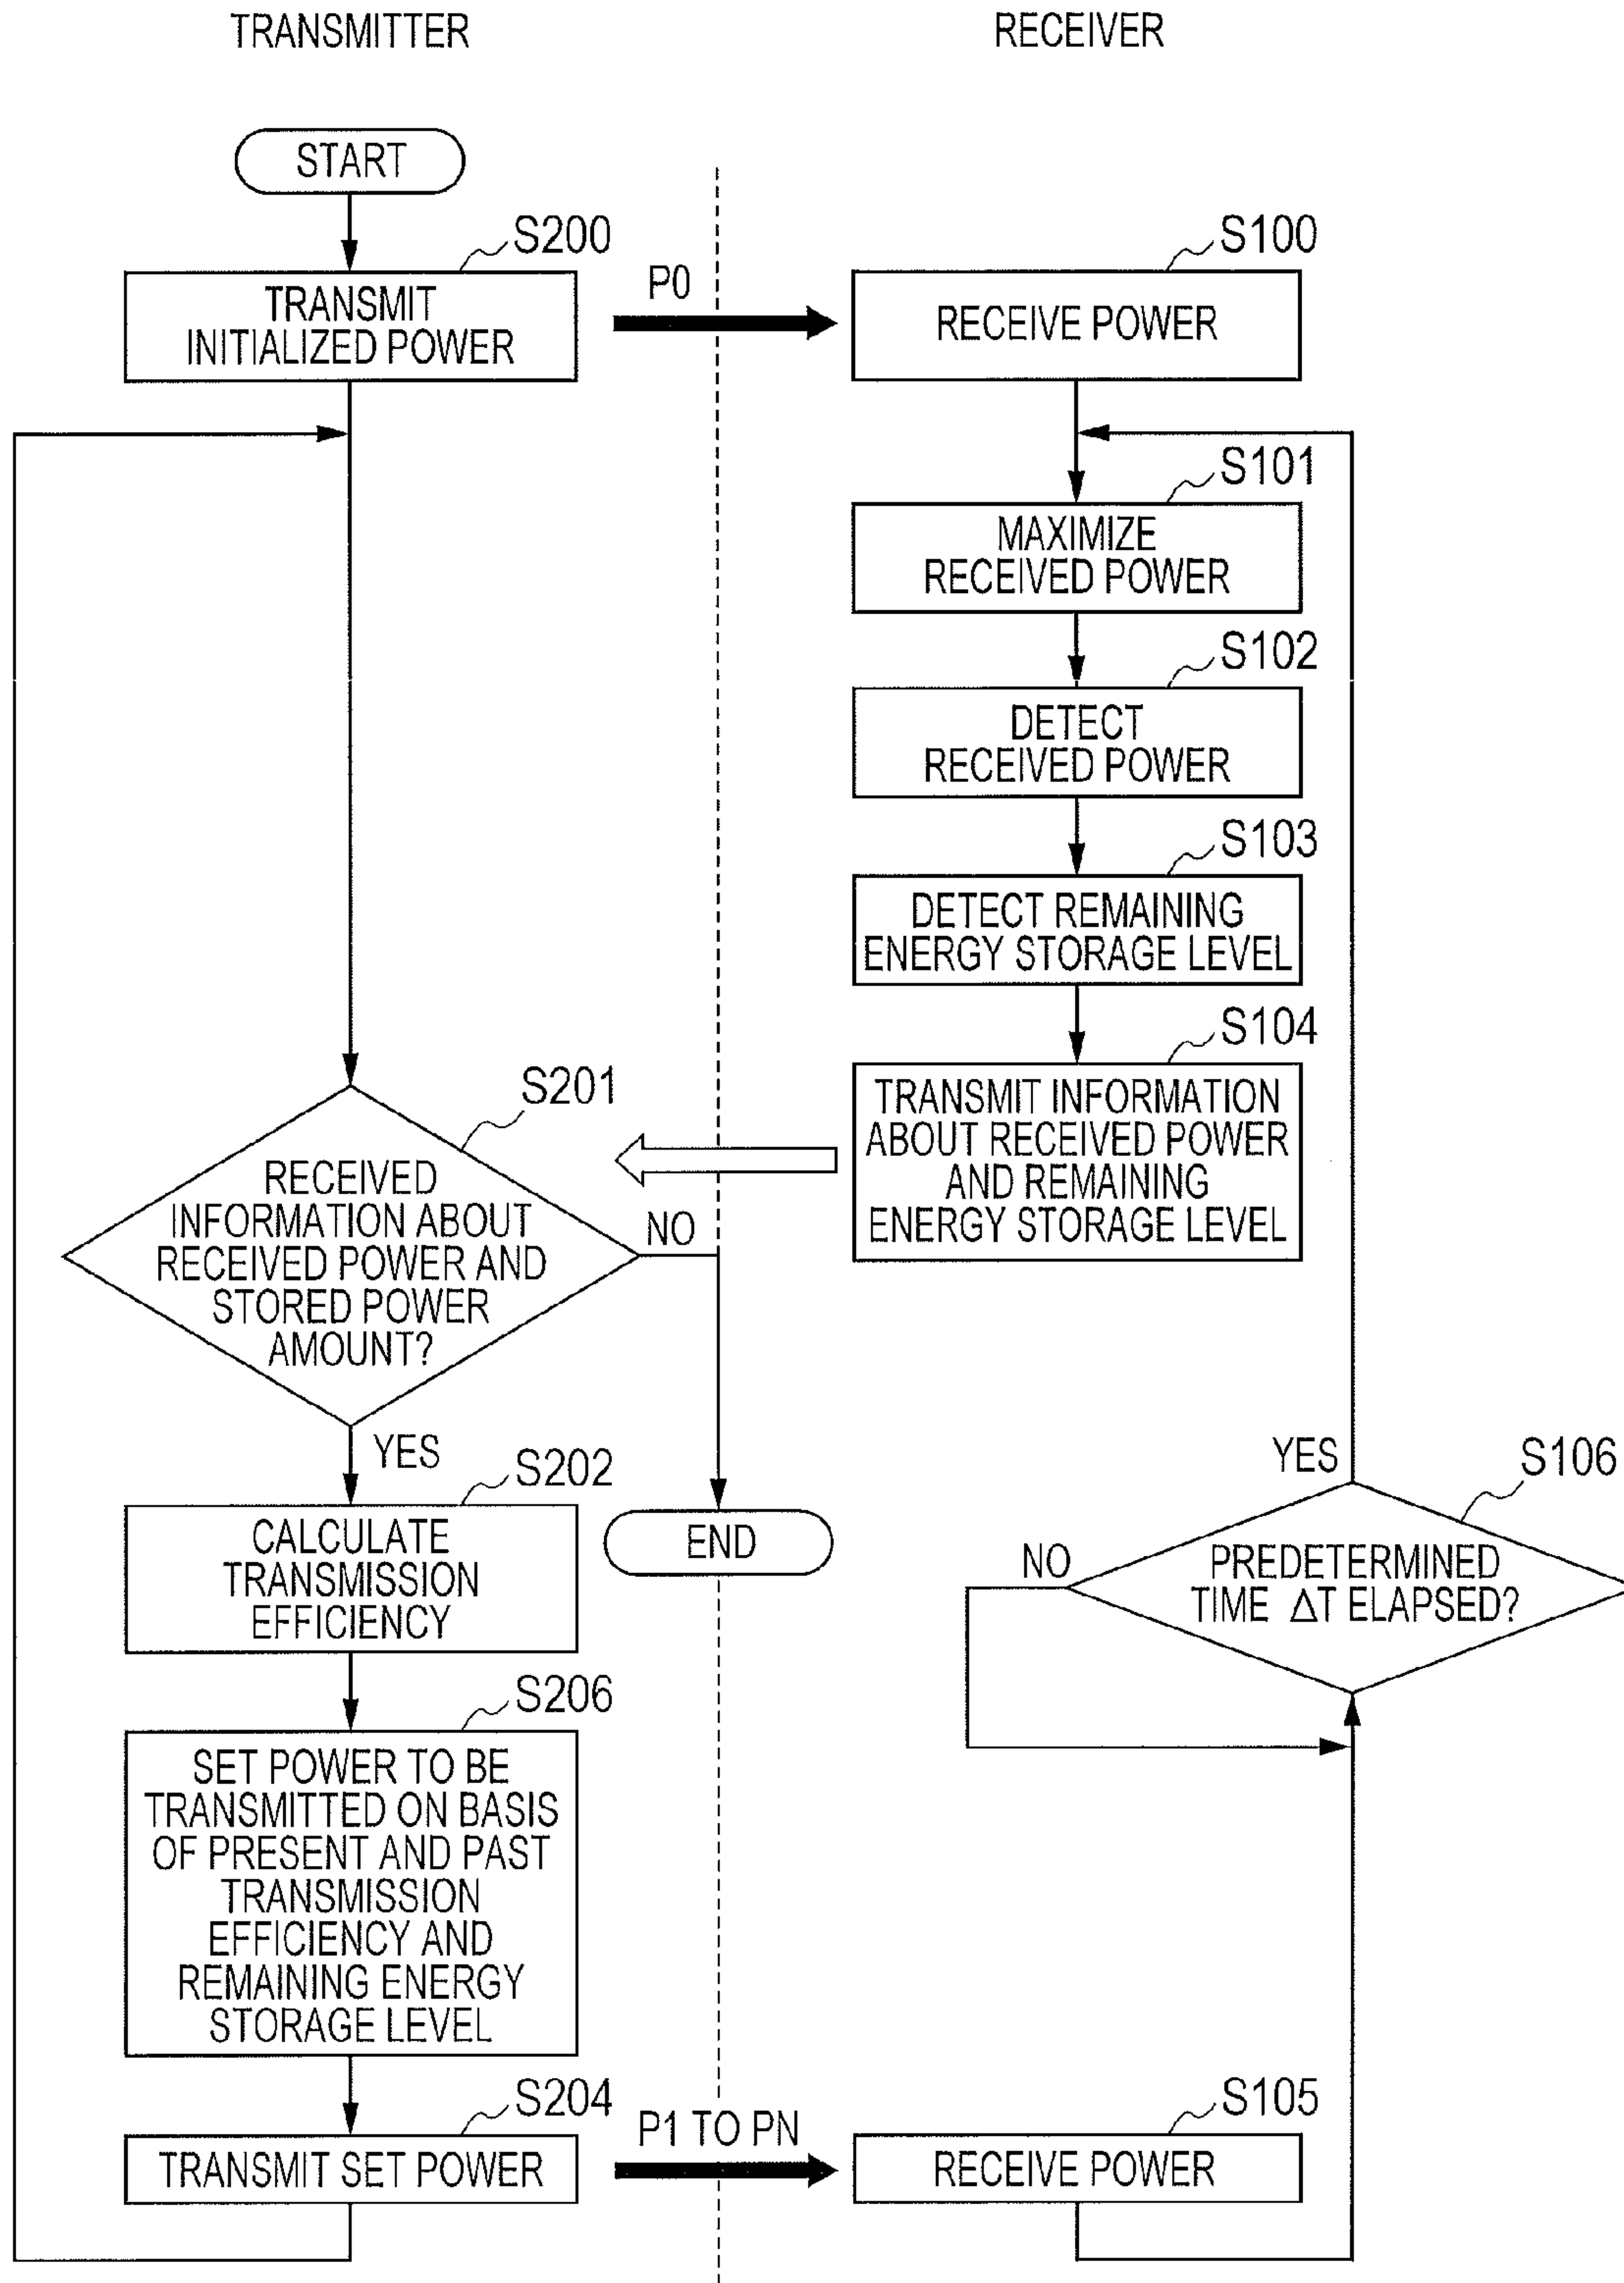 TRANSMITTER
RECEIVER
START
S200
TRANSMIT
INITIALIZED POWER
P0
S100
RECEIVE POWER
S101
MAXIMIZE
RECEIVED POWER
S102
DETECT
RECEIVED POWER
S103
DETECT REMAINING
ENERGY STORAGE LEVEL
S104
TRANSMIT INFORMATION
ABOUT RECEIVED POWER
AND REMAINING
ENERGY STORAGE LEVEL
S201
RECEIVED
INFORMATION ABOUT
RECEIVED POWER AND
STORED POWER
AMOUNT?
NO
YES
END
S202
CALCULATE
TRANSMISSION
EFFICIENCY
S206
SET POWER TO BE
TRANSMITTED ON BASIS
OF PRESENT AND PAST
TRANSMISSION
EFFICIENCY AND
REMAINING ENERGY
STORAGE LEVEL
S204
TRANSMIT SET POWER
P1 TO PN
S105
RECEIVE POWER
S106
YES
NO
PREDETERMINED
TIME ΔT ELAPSED?